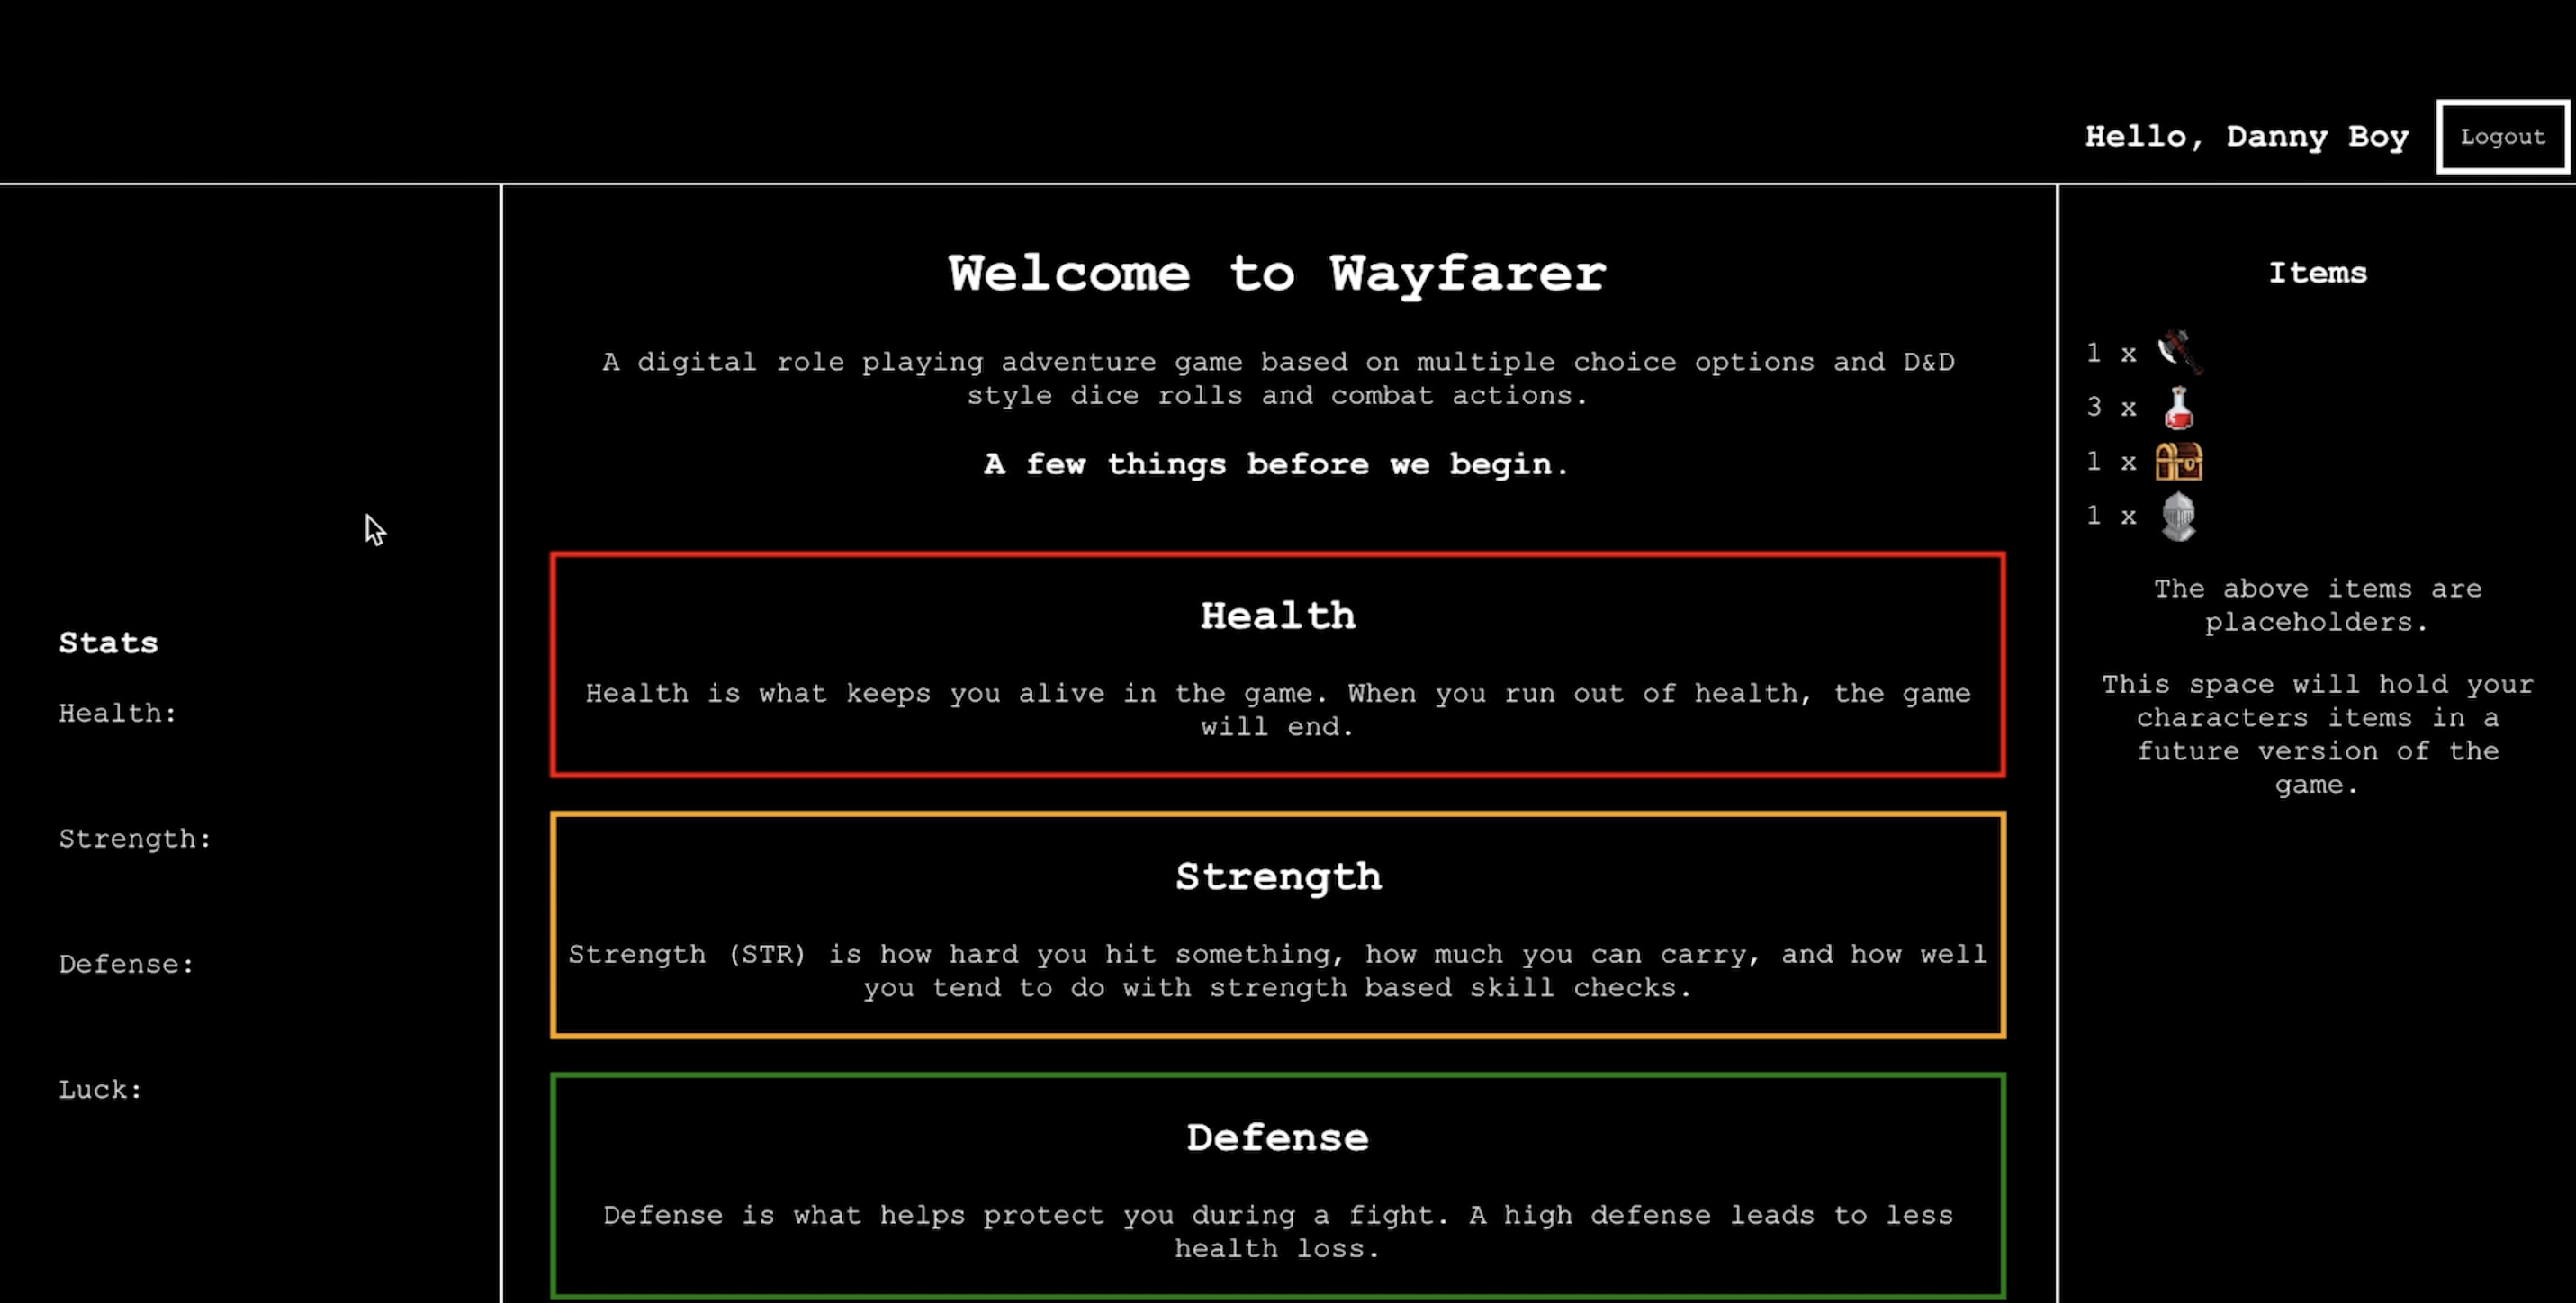 Hello, Danny Boy
Logout
Stats
Health:
Strength:
Defense:
Luck:
Welcome to Wayfarer
A digital role playing adventure game based on multiple choice options and D&D
style dice rolls and combat actions.
A few things before we begin.
Health
Health is what keeps you alive in the game. When you run out of health, the game
will end.
Strength
Strength (STR) is how hard you hit something, how much you can carry, and how well
you tend to do with strength based skill checks.
Defense
Defense is what helps protect you during a fight. A high defense leads to less
health loss.
Items
1 x
3 x
1 x
1 x
The above items are
placeholders.
This space will hold your
characters items in a
future version of the
game.